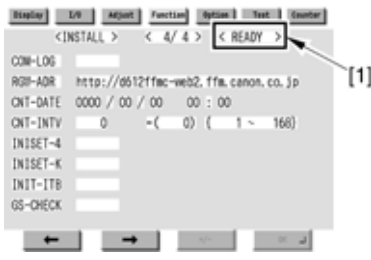 Display I/O Adjust Function Option Test Counter
<INSTALL > < 4/ 4 > < READY >
[1]
COM-LOG
RGW-ADR http://d612ffmc-web2.ffm.canon.co.jp
CNT-DATE 0000 / 00 / 00 00 : 00
CNT-INTV 0 -( 0) ( 1 ~ 168)
INISET-4
INISET-K
INIT-ITB
GS-CHECK
← → +/- OK ↲